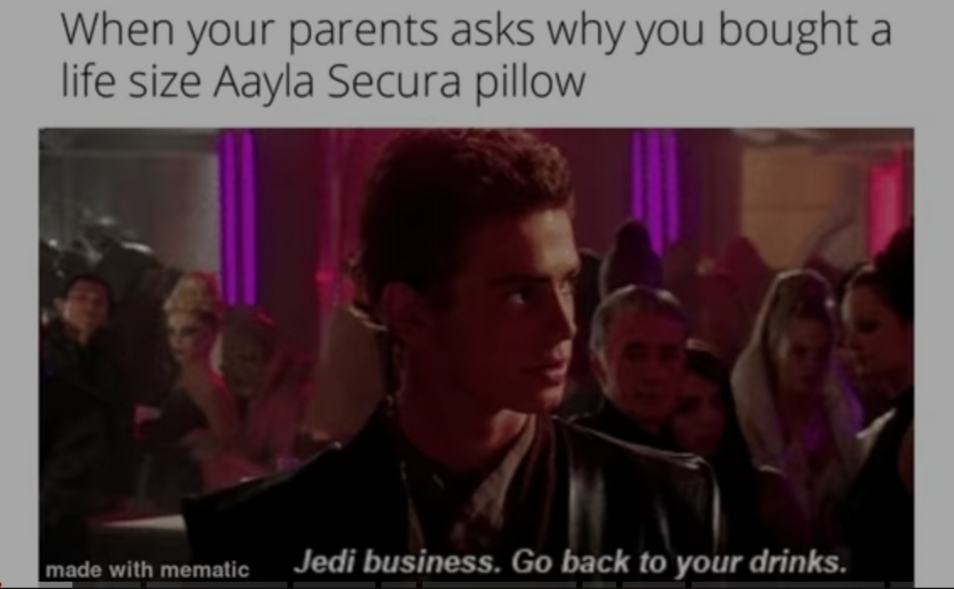 When your parents asks why you bought a
life size Aayla Secura pillow
Jedi business. Go back to your drinks.
made with mematic